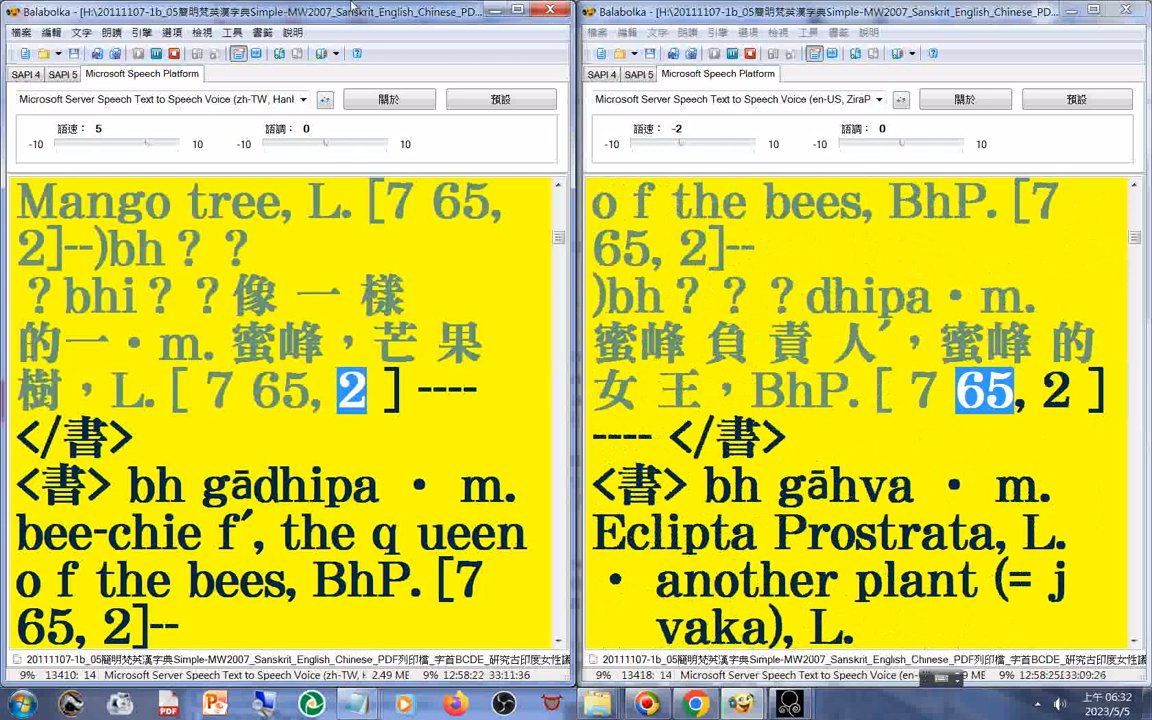 Balabolka - [H:\20111107-1b_05簡明梵英漢字典Simple-MW2007_Sanskrit_English_Chinese_PD...
檔案 編輯 文字 朗讀 引擎 選項 檢視 工具 書籤 說明
SAPI 4 SAPI 5 Microsoft Speech Platform
Microsoft Server Speech Text to Speech Voice (zh-TW, Hanl
關於 預設
語速： 5 語調： 0
-10 10 -10 10
Mango tree, L. [7 65,
2]--)bh？？
？bhi？？像 一 樣
的一・m. 蜜峰，芒 果
樹，L. [ 7 65, 2 ] ----
</書>
<書> bh gādhipa ・ m.
bee-chie f´, the q ueen
o f the bees, BhP. [7
65, 2]--
20111107-1b_05簡明梵英漢字典Simple-MW2007_Sanskrit_English_Chinese_PDF列印檔_字首BCDE_研究古印度女性議
9% 13410: 14 Microsoft Server Speech Text to Speech Voice (zh-TW, H 2.49 ME 9% 12:58:22 33:11:36
Balabolka - [H:\20111107-1b_05簡明梵英漢字典Simple-MW2007_Sanskrit_English_Chinese_PD...
檔案 編輯 文字 朗讀 引擎 選項 檢視 工具 書籤 說明
SAPI 4 SAPI 5 Microsoft Speech Platform
Microsoft Server Speech Text to Speech Voice (en-US, ZiraP
關於 預設
語速： -2 語調： 0
-10 10 -10 10
o f the bees, BhP. [7
65, 2]--
)bh？？？dhipa・m.
蜜峰 負 責 人´，蜜峰 的
女 王，BhP. [ 7 65, 2 ]
---- </書>
<書> bh gāhva ・ m.
Eclipta Prostrata, L.
・ another plant (= j
vaka), L.
20111107-1b_05簡明梵英漢字典Simple-MW2007_Sanskrit_English_Chinese_PDF列印檔_字首BCDE_研究古印度女性議
9% 13418: 14 Microsoft Server Speech Text to Speech Voice (en-US, ME 9% 12:58:25 33:09:26
上午 06:32
2023/5/5